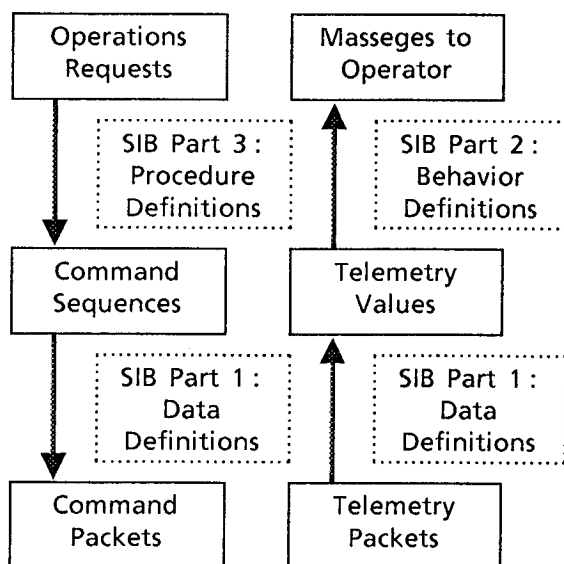 Operations
Requests
Masseges to
Operator
SIB Part 3 :
Procedure
Definitions
SIB Part 2 :
Behavior
Definitions
Command
Sequences
Telemetry
Values
SIB Part 1 :
Data
Definitions
SIB Part 1 :
Data
Definitions
Command
Packets
Telemetry
Packets